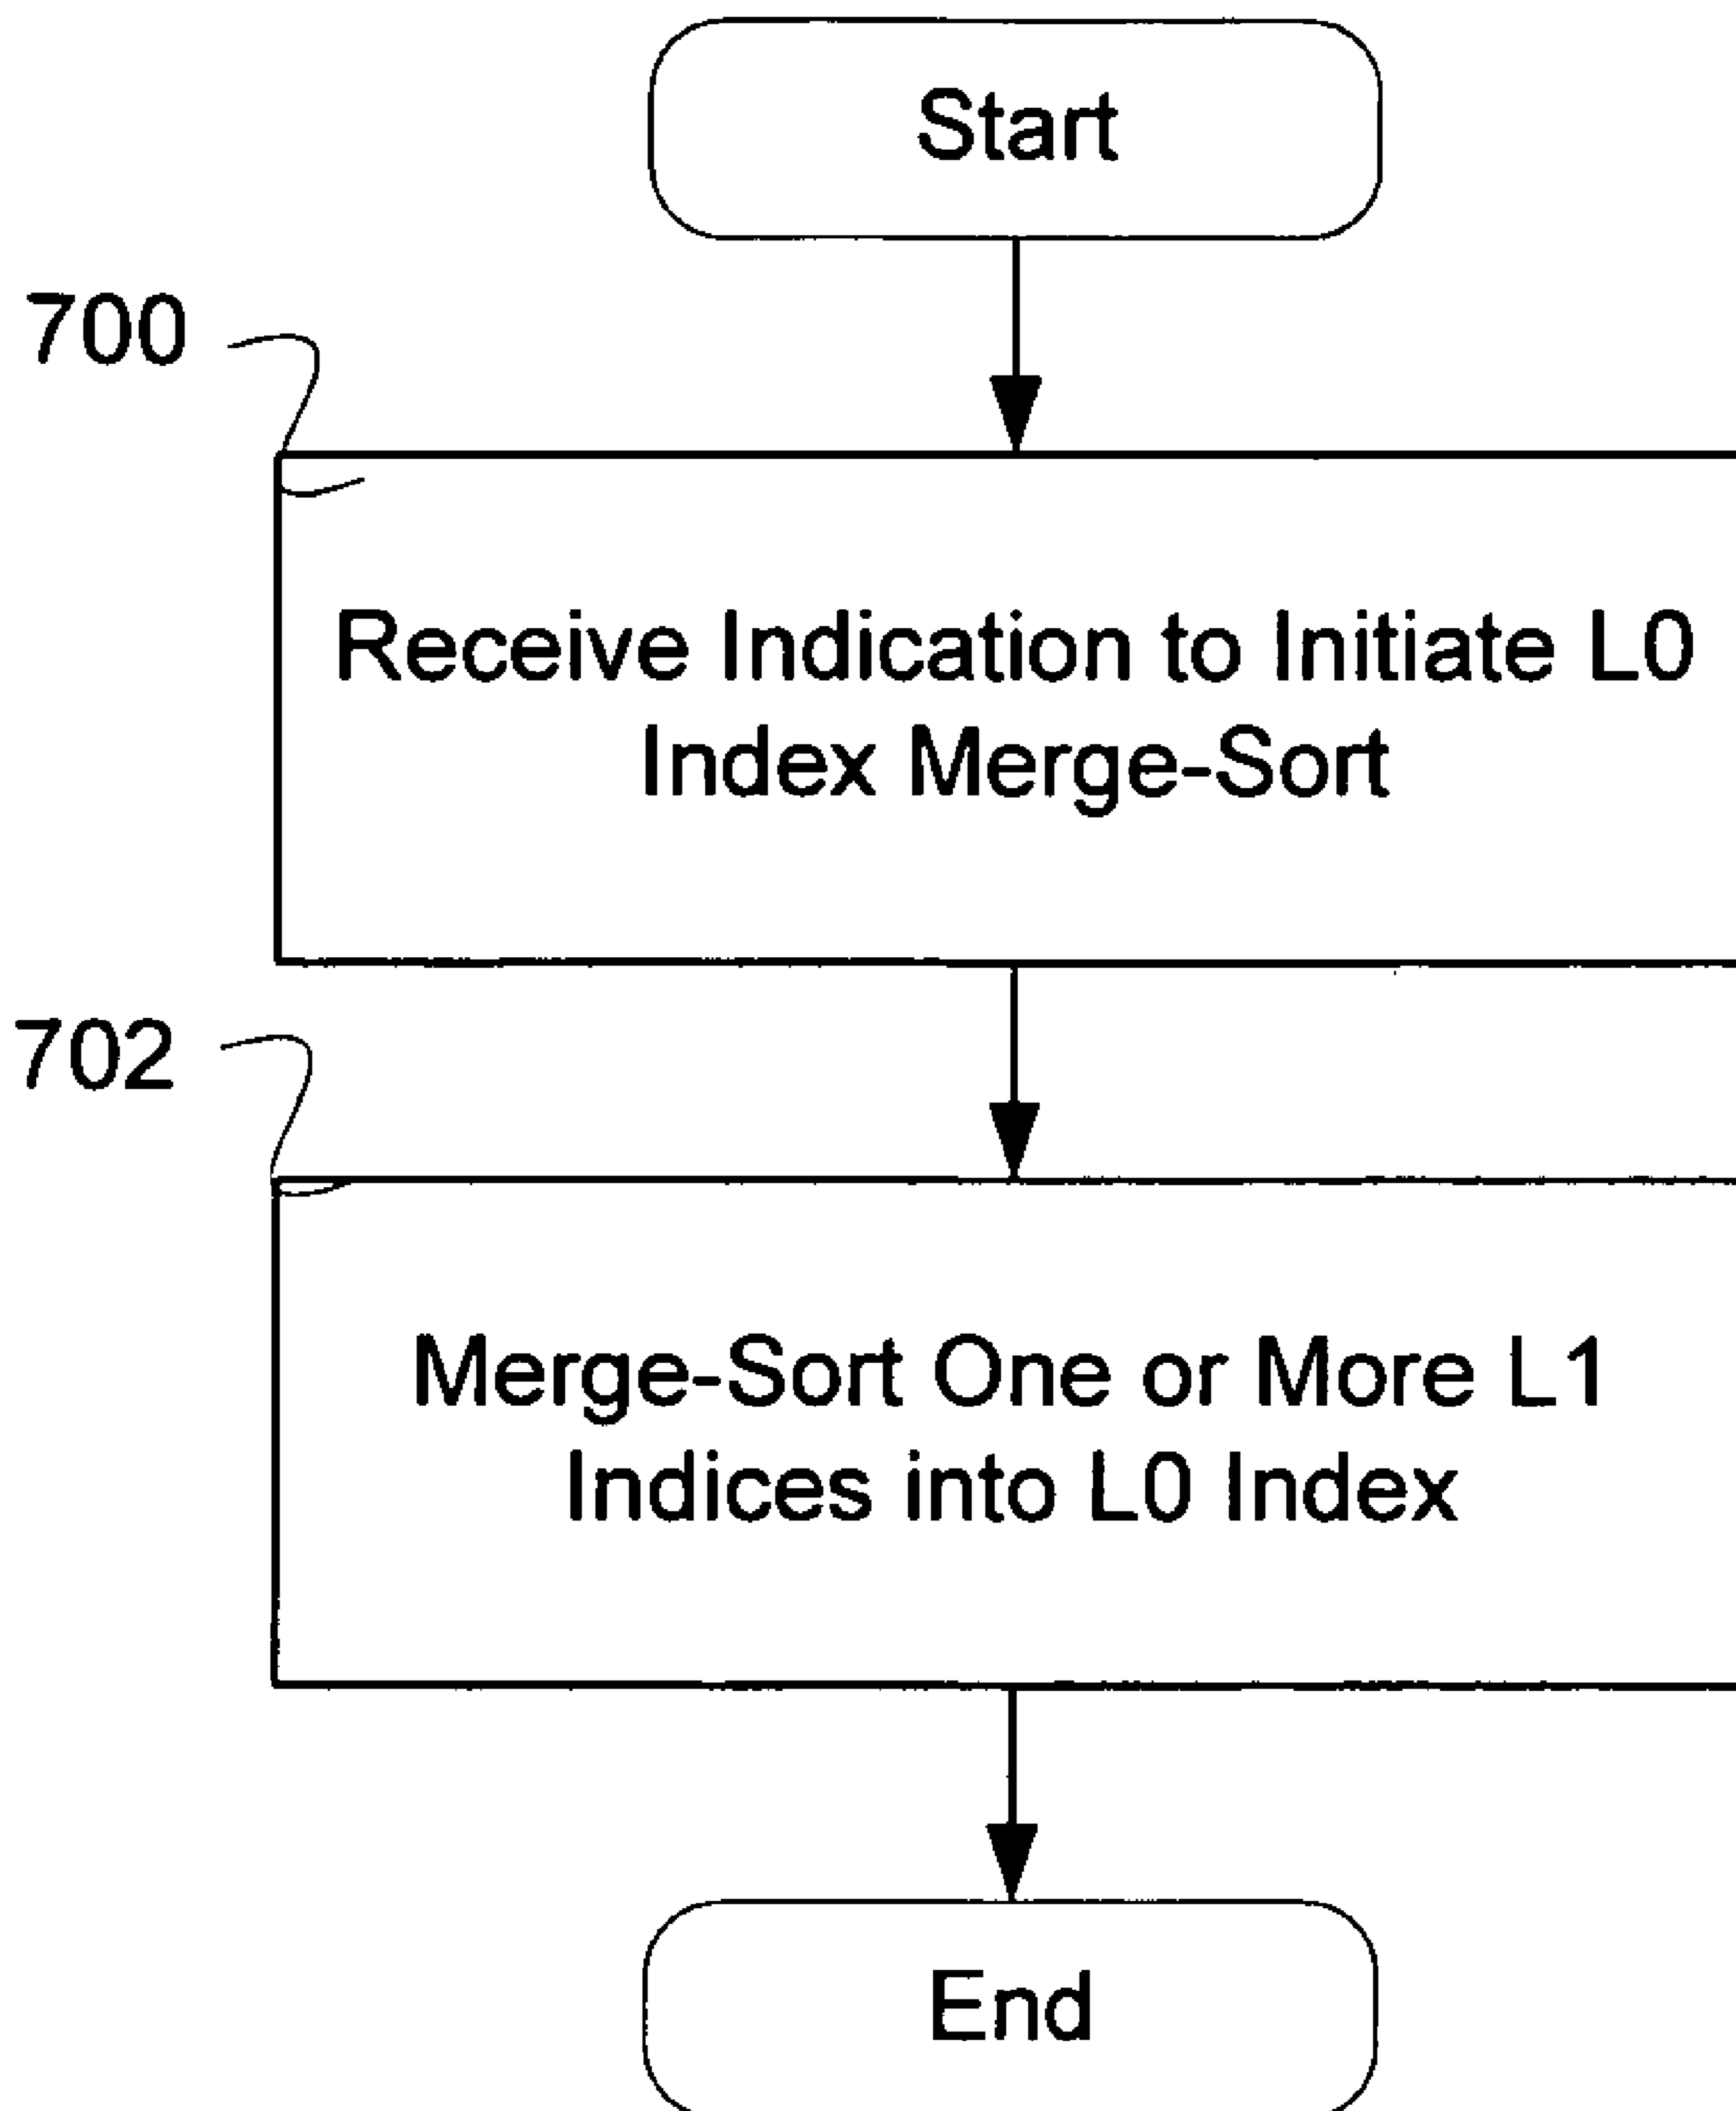 Start
700
Receive Indication to Initiate L0
Index Merge-Sort
702
Merge-Sort One or More L1
Indices into L0 Index
End